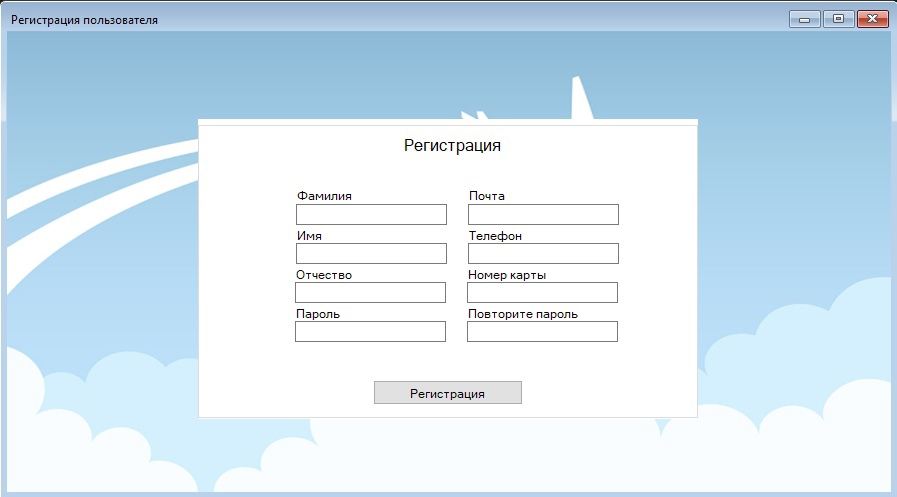 Регистрация пользователя
Регистрация
Фамилия
Почта
Имя
Телефон
Отчество
Номер карты
Пароль
Повторите пароль
Регистрация